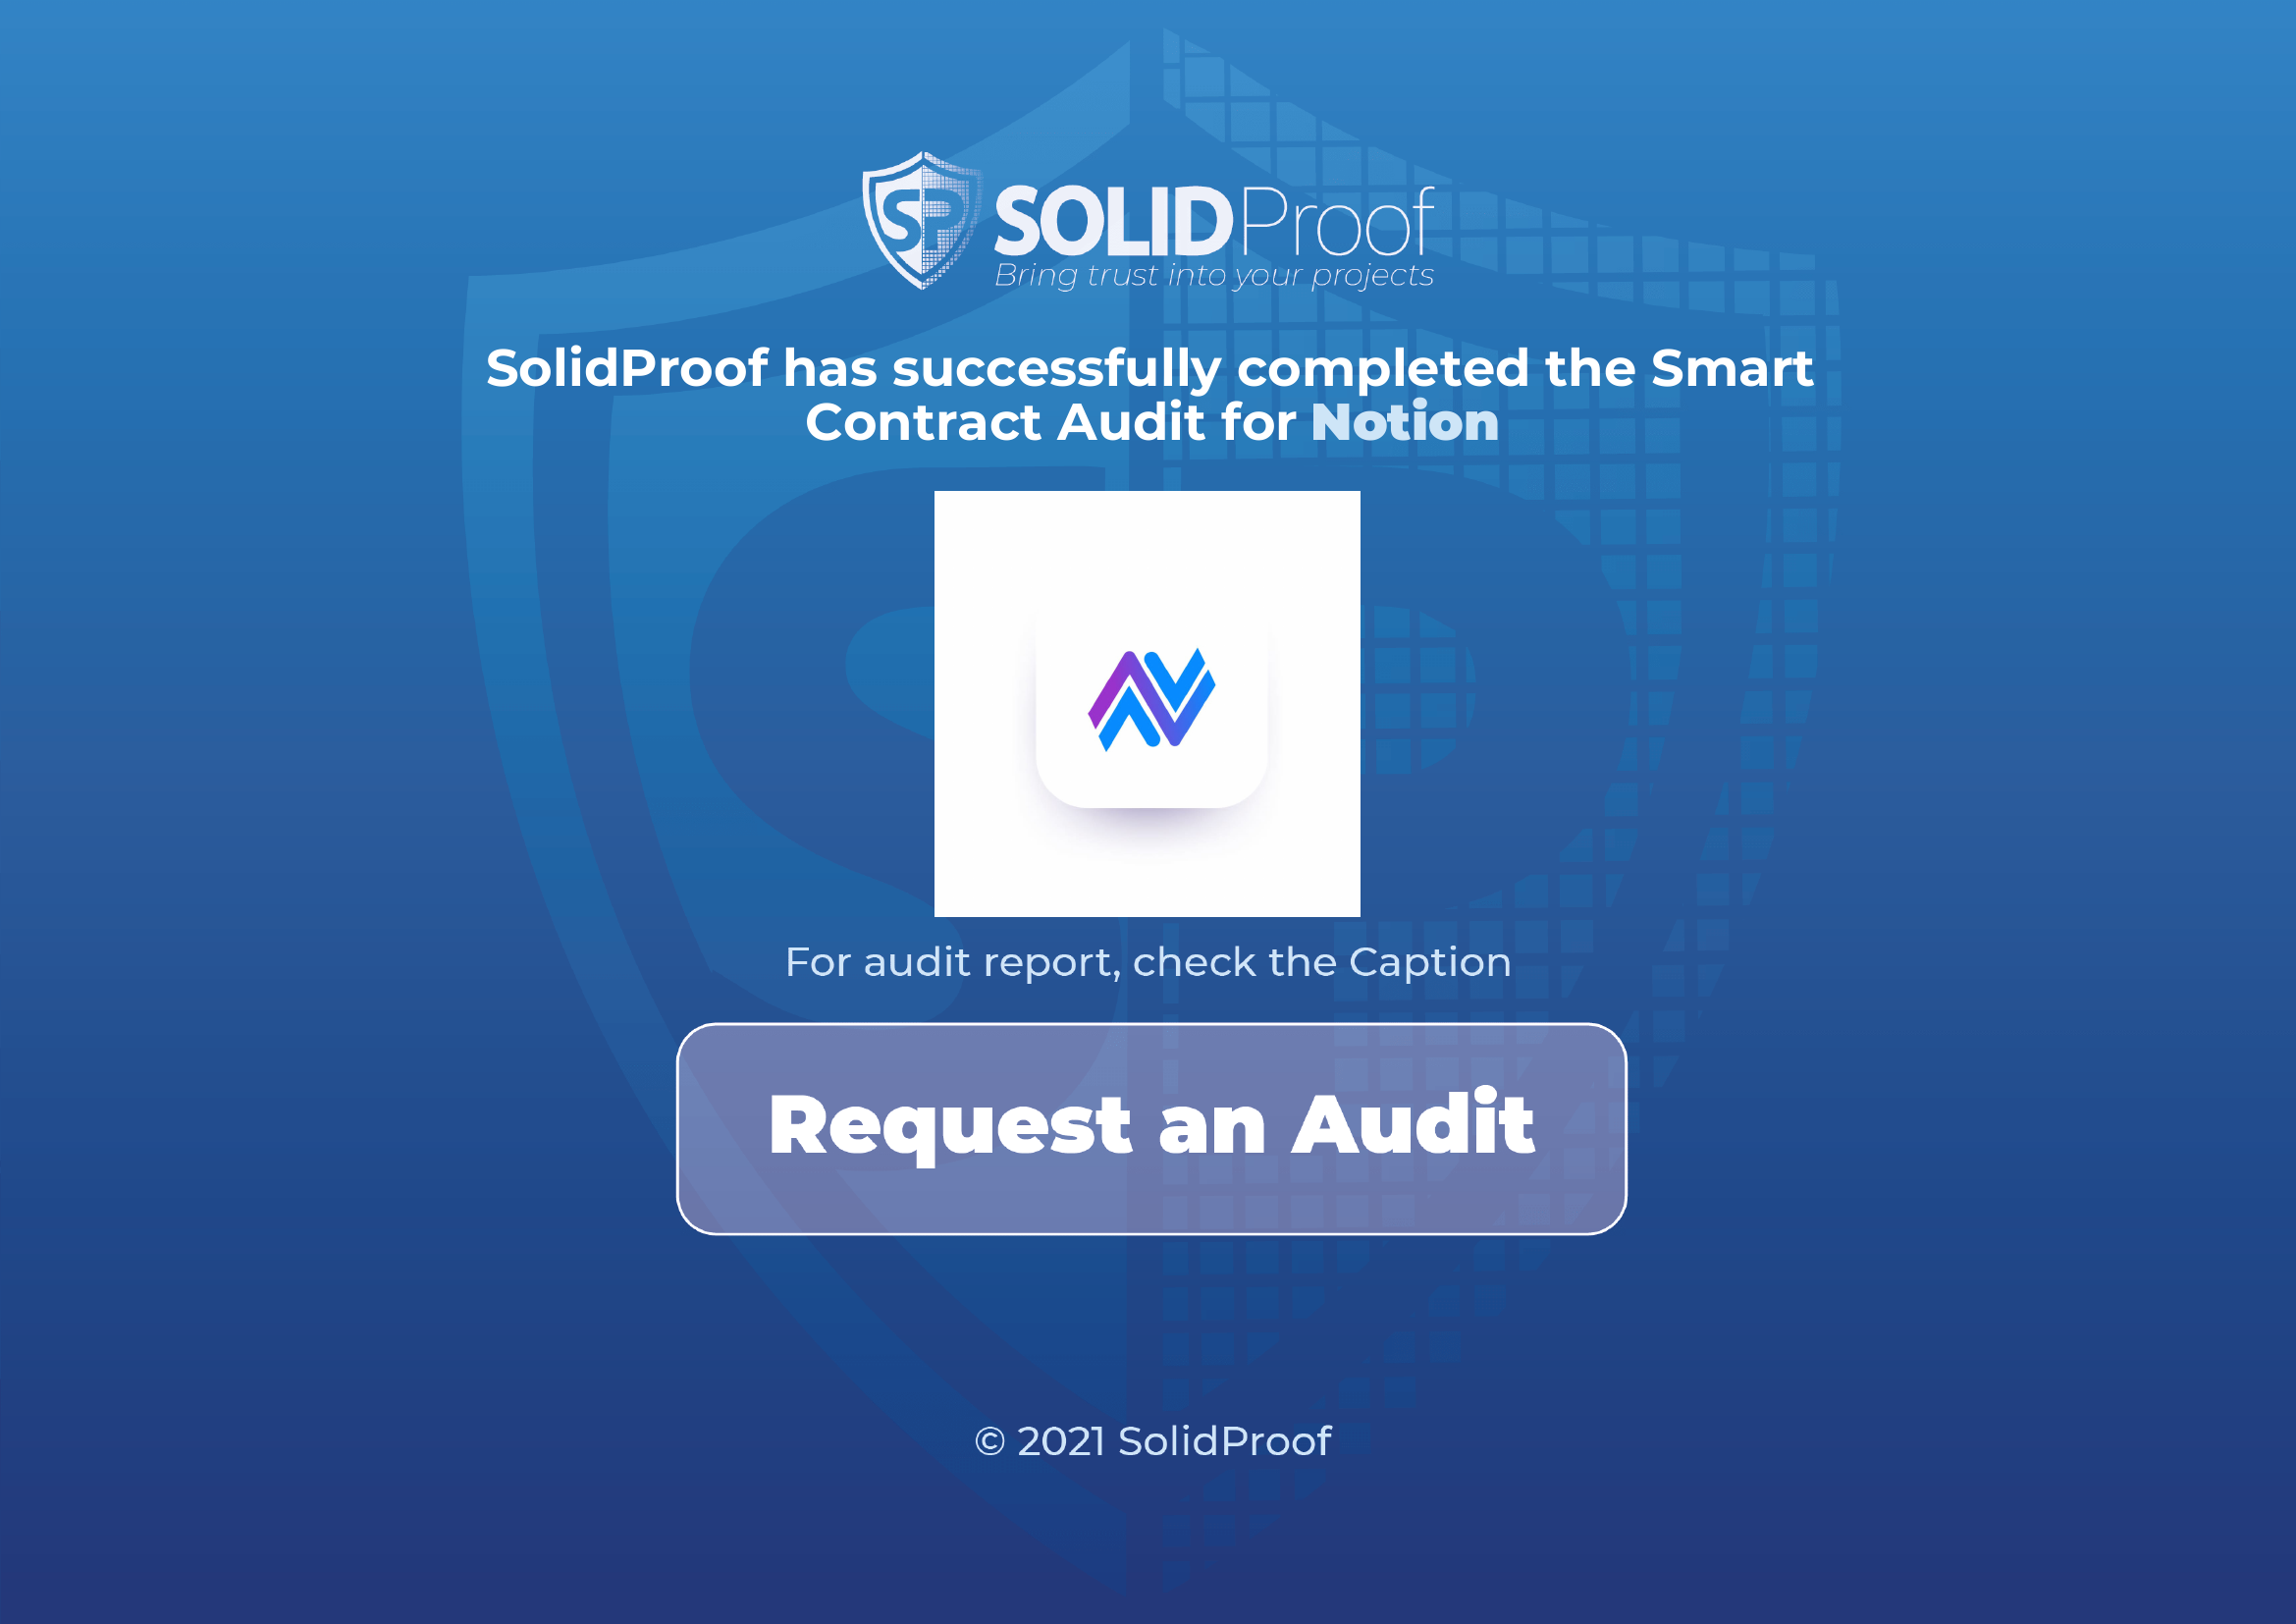 SP SOLIDProof
Bring trust into your projects
SolidProof has successfully completed the Smart
Contract Audit for Notion
For audit report, check the Caption
Request an Audit
© 2021 SolidProof